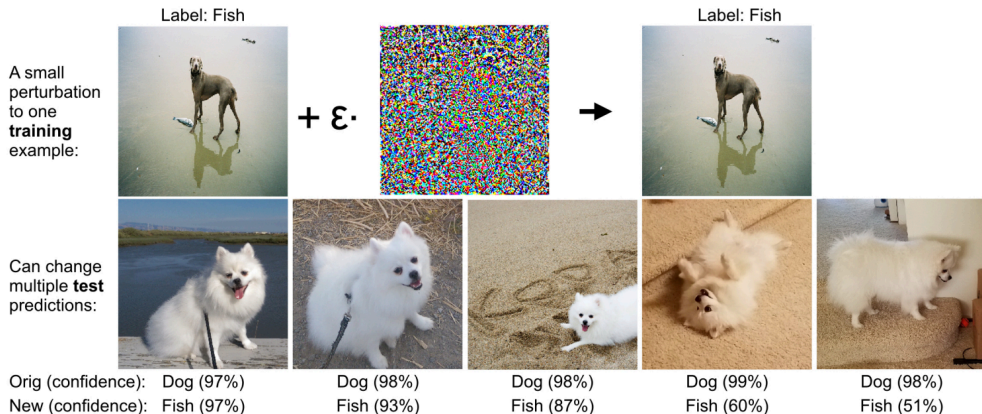 Label: Fish
Label: Fish
A small
perturbation
to one
training
example:
+ ε·
Can change
multiple test
predictions:
Orig (confidence): Dog (97%) Dog (98%) Dog (98%) Dog (99%) Dog (98%)
New (confidence): Fish (97%) Fish (93%) Fish (87%) Fish (60%) Fish (51%)